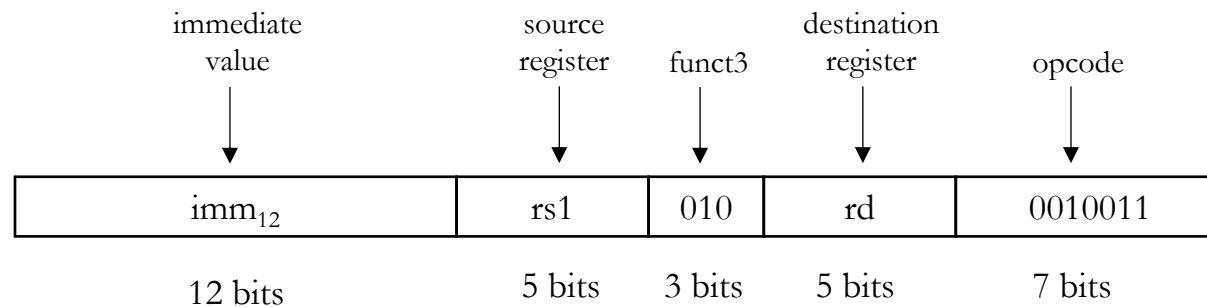 immediate
value
source
register
funct3
destination
register
opcode
imm₁₂
rs1
010
rd
0010011
12 bits
5 bits
3 bits
5 bits
7 bits